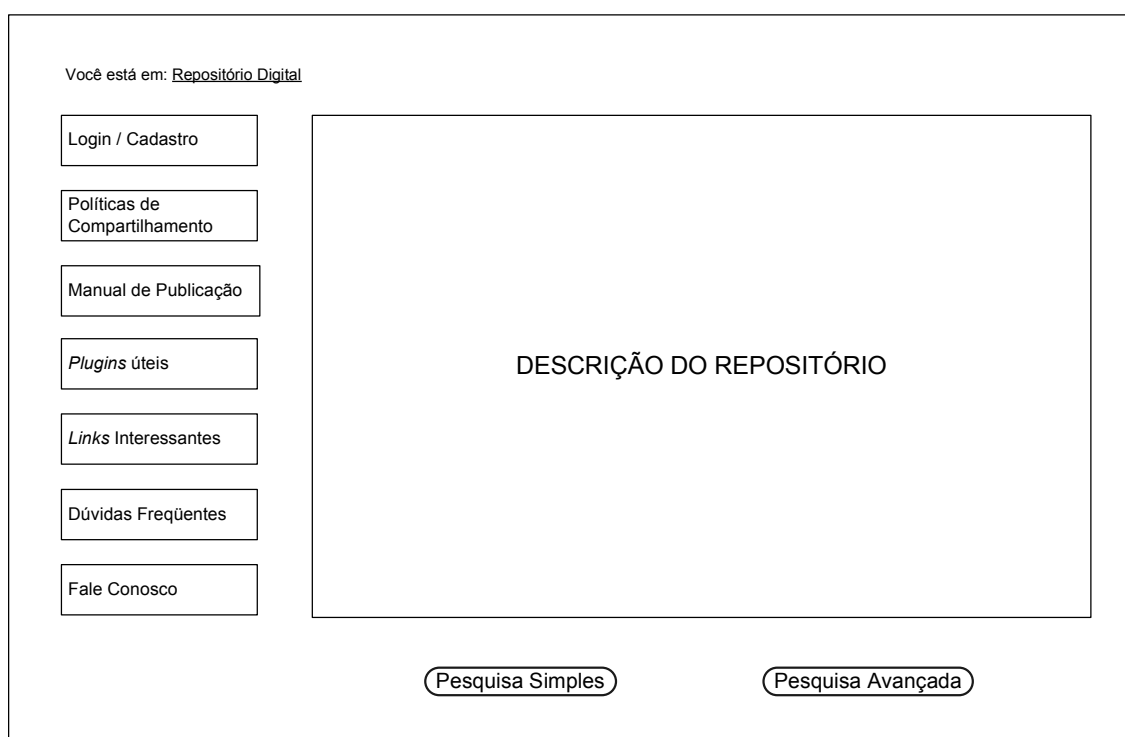 Você está em: Repositório Digital
Login / Cadastro
Políticas de
Compartilhamento
Manual de Publicação
Plugins úteis
Links Interessantes
Dúvidas Freqüentes
Fale Conosco
DESCRIÇÃO DO REPOSITÓRIO
Pesquisa Simples
Pesquisa Avançada